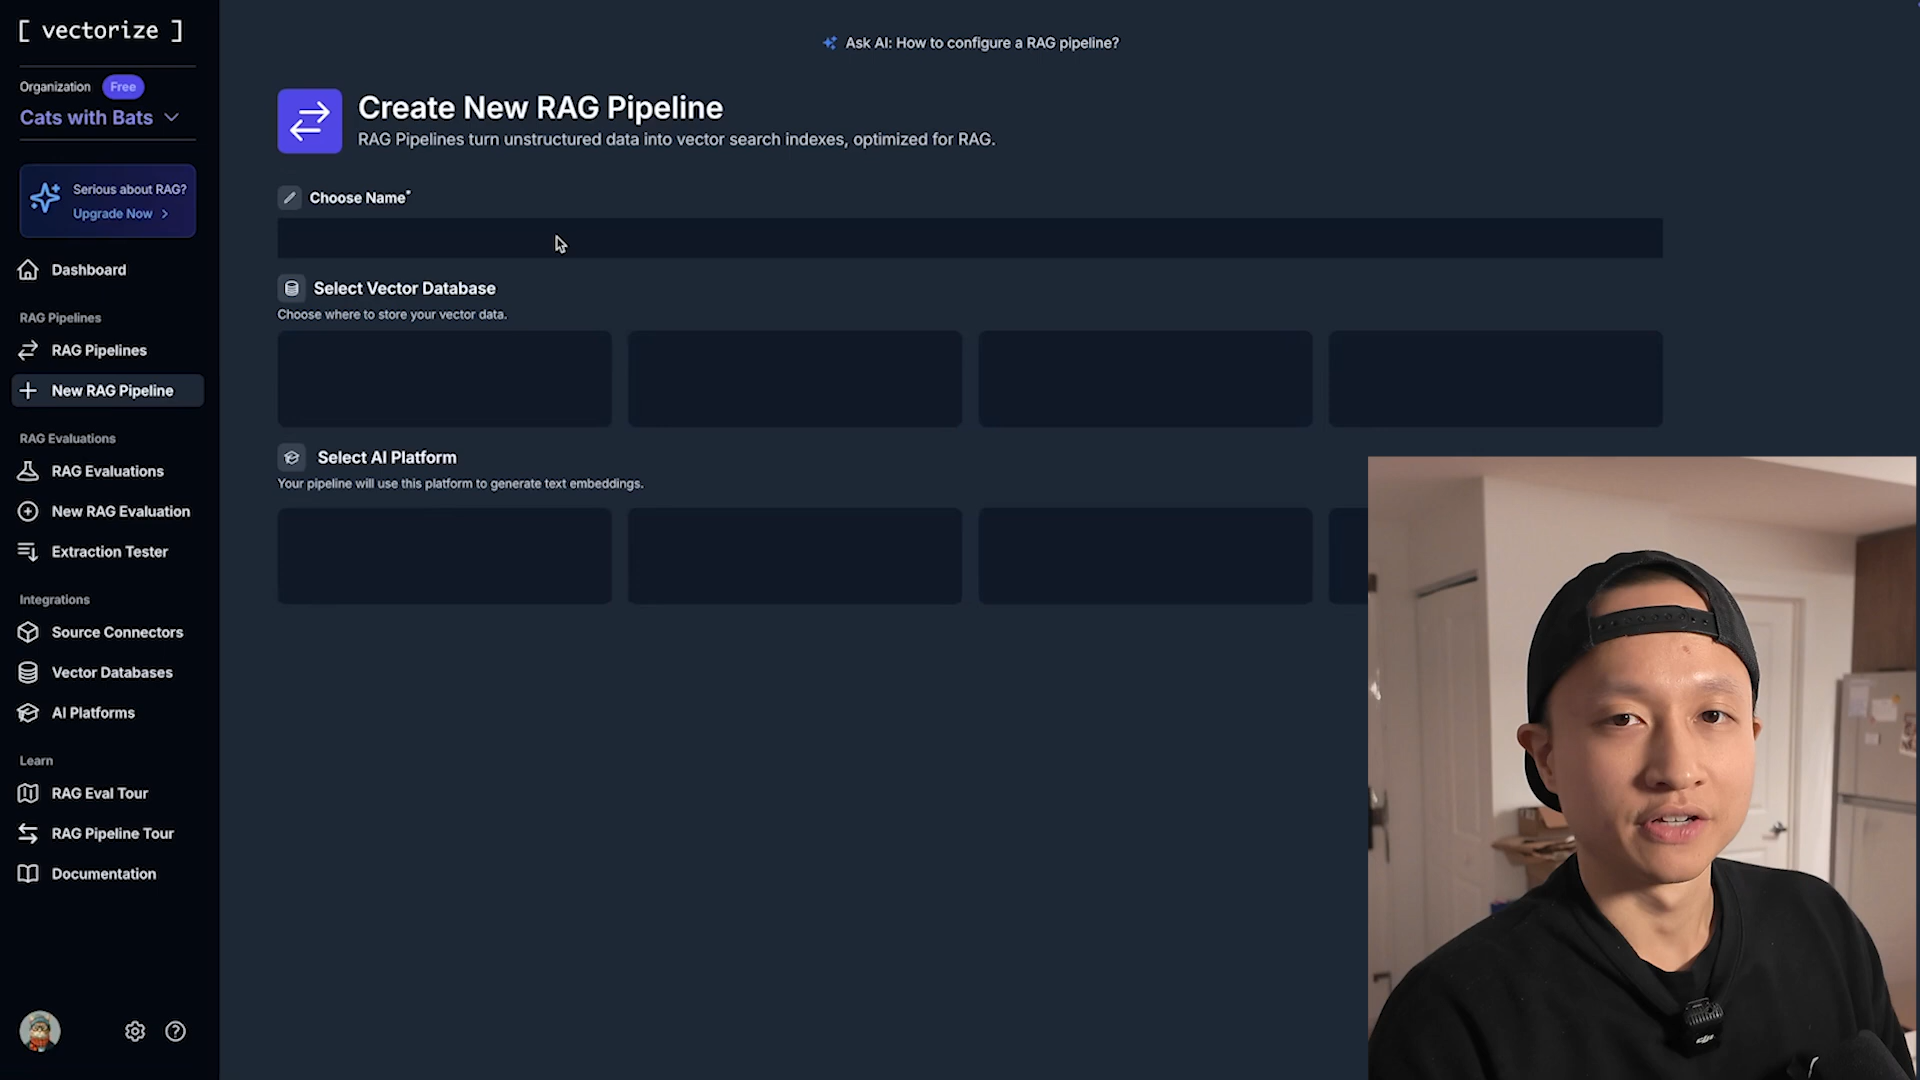 [ vectorize ]
Organization Free
Cats with Bats
Serious about RAG?
Upgrade Now
Dashboard
RAG Pipelines
RAG Pipelines
New RAG Pipeline
RAG Evaluations
RAG Evaluations
New RAG Evaluation
Extraction Tester
Integrations
Source Connectors
Vector Databases
AI Platforms
Learn
RAG Eval Tour
RAG Pipeline Tour
Documentation
Ask AI: How to configure a RAG pipeline?
Create New RAG Pipeline
RAG Pipelines turn unstructured data into vector search indexes, optimized for RAG.
Choose Name*
Select Vector Database
Choose where to store your vector data.
Select AI Platform
Your pipeline will use this platform to generate text embeddings.
dji